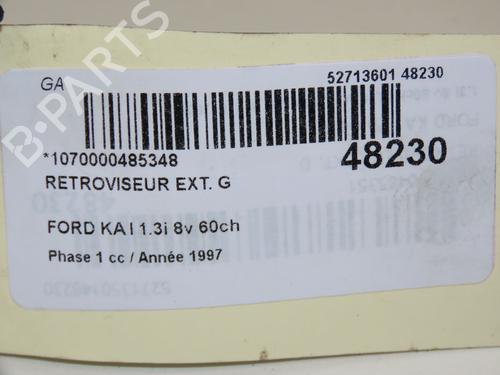 GA
52713601 48230
*1070000485348
48230
RETROVISEUR EXT. G
FORD KA I 1.3i 8v 60ch
Phase 1 cc / Année 1997
B-PARTS